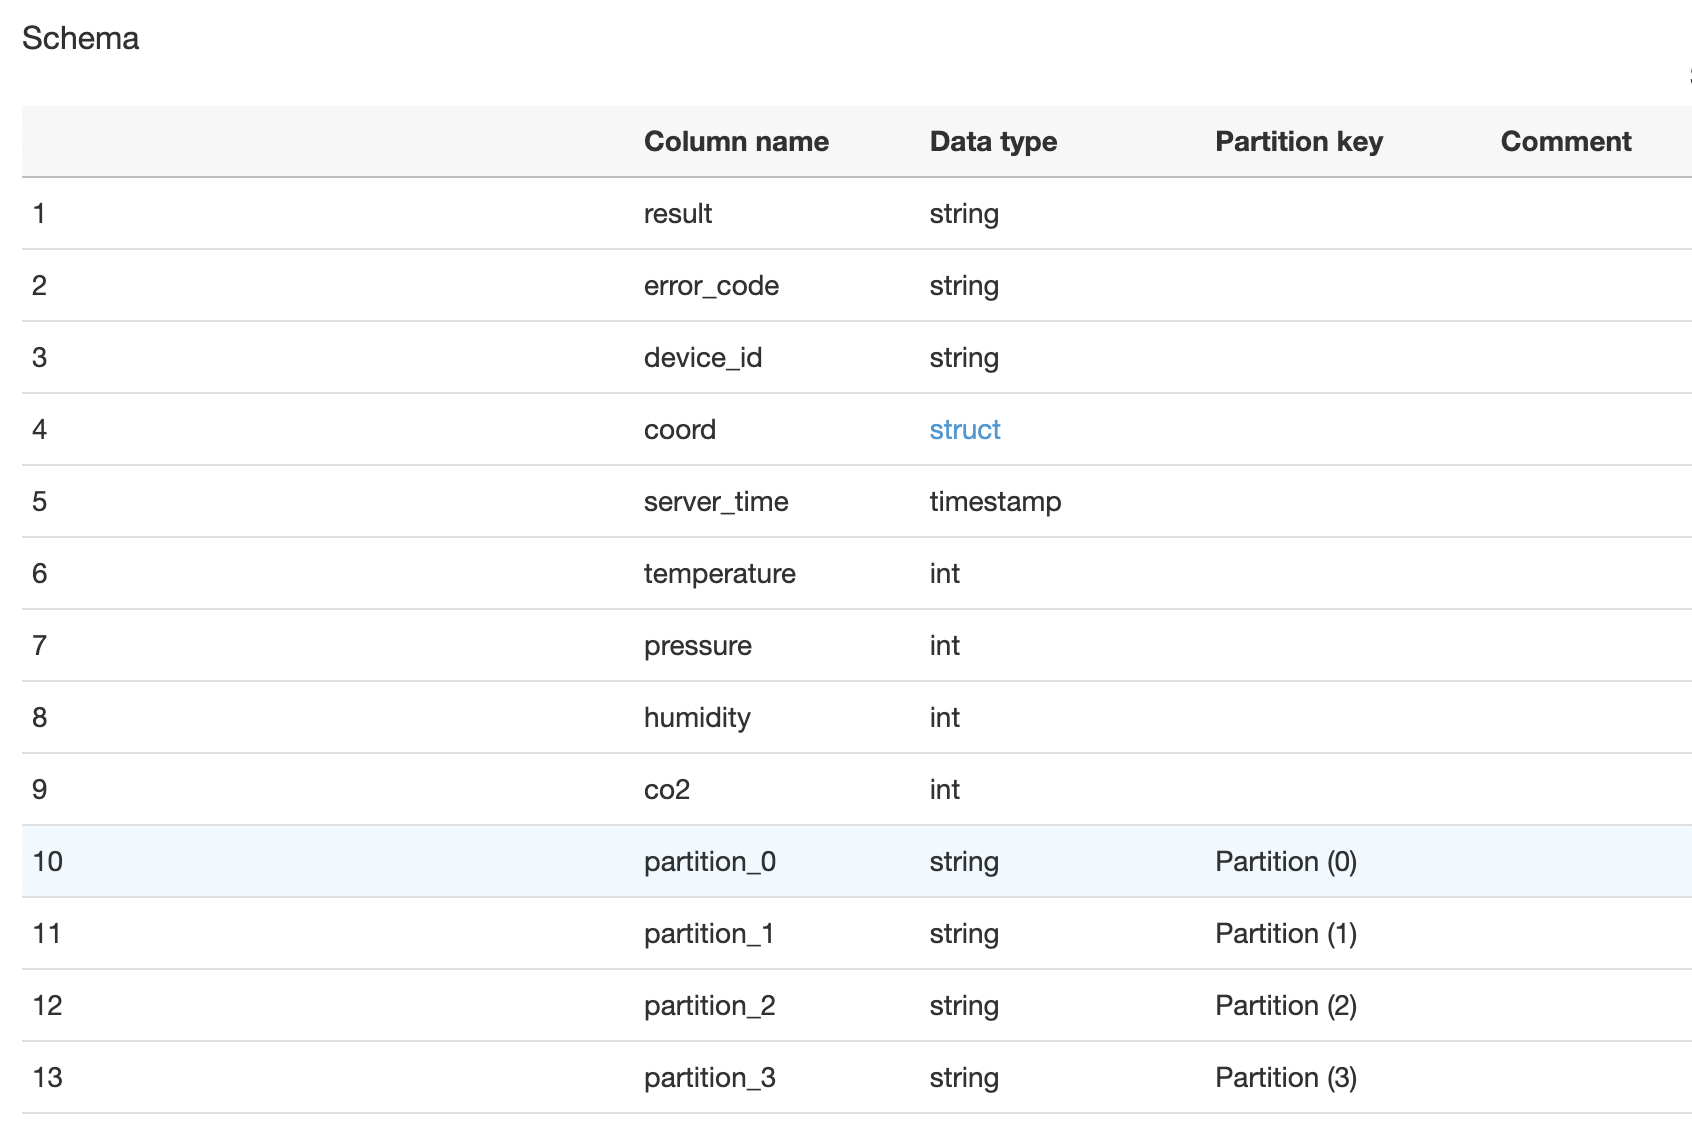 Schema
Column name Data type Partition key Comment
1 result string
2 error_code string
3 device_id string
4 coord struct
5 server_time timestamp
6 temperature int
7 pressure int
8 humidity int
9 co2 int
10 partition_0 string Partition (0)
11 partition_1 string Partition (1)
12 partition_2 string Partition (2)
13 partition_3 string Partition (3)